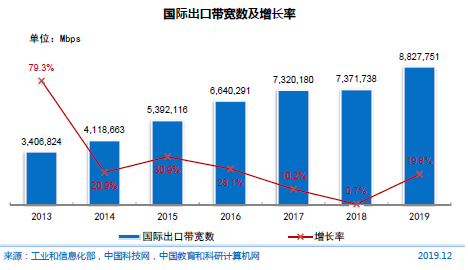 国际出口带宽数及增长率
单位：Mbps
79.3%
3,406,824
4,118,663
5,392,116
6,640,291
7,320,180
7,371,738
8,827,751
20.9%
30.9%
23.1%
10.2%
0.7%
19.8%
2013 2014 2015 2016 2017 2018 2019
国际出口带宽数 增长率
来源：工业和信息化部，中国科技网，中国教育和科研计算机网 2019.12